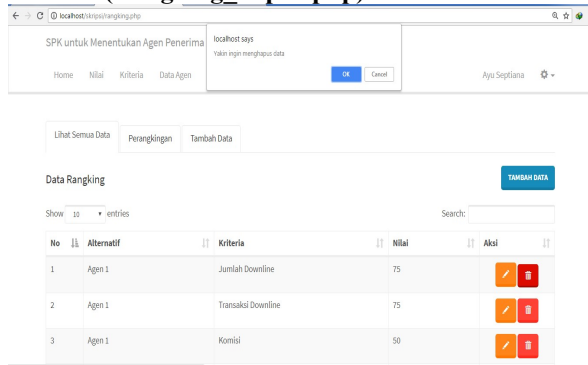 localhost/skripsi/rangking.php
SPK untuk Menentukan Agen Penerima
localhost says
Yakin ingin menghapus data
OK Cancel
Home Nilai Kriteria Data Agen Ayu Septiana
Lihat Semua Data Perangkingan Tambah Data
Data Rangking TAMBAH DATA
Show 10 entries Search:
No Alternatif Kriteria Nilai Aksi
1 Agen 1 Jumlah Downline 75
2 Agen 1 Transaksi Downline 75
3 Agen 1 Komisi 50